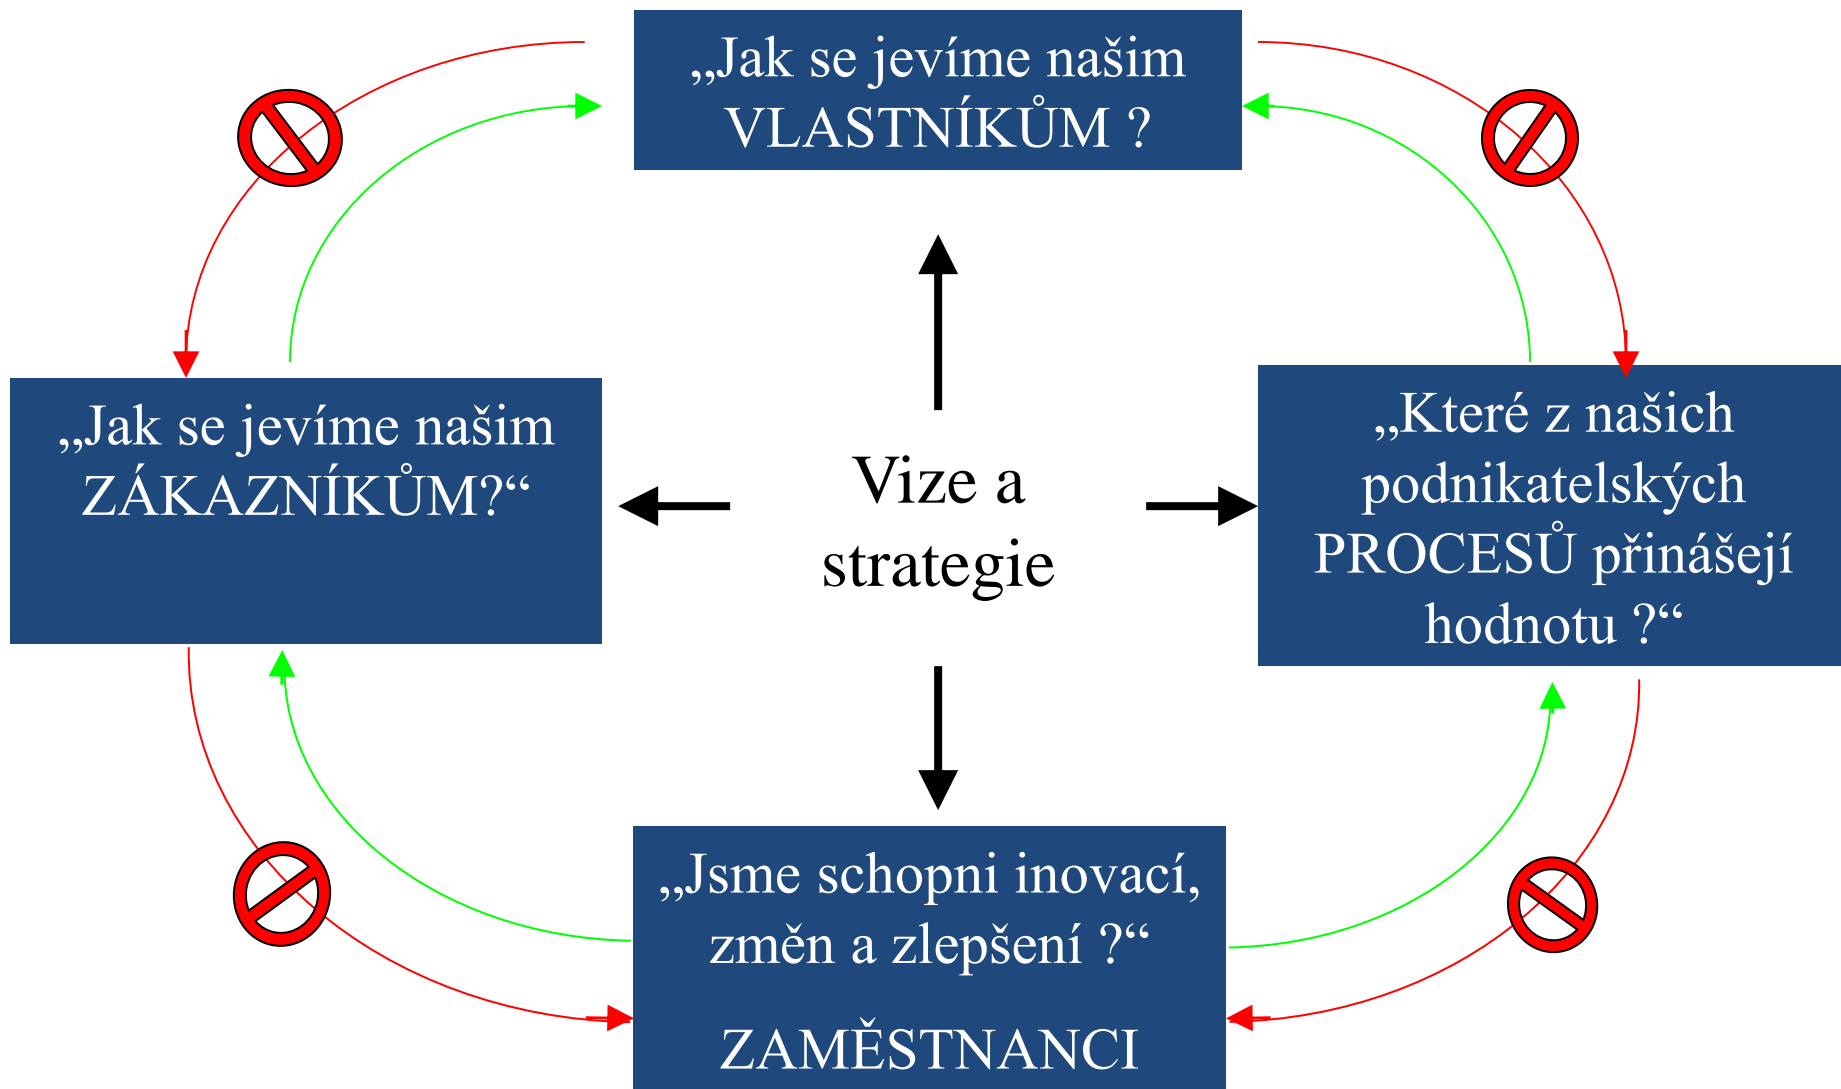 „Jak se jevíme našim
VLASTNÍKŮM ?
„Jak se jevíme našim
ZÁKAZNÍKŮM?“
Vize a
strategie
„Které z našich
podnikatelských
PROCESŮ přinášejí
hodnotu ?“
„Jsme schopni inovací,
změn a zlepšení ?“
ZAMĚSTNANCI